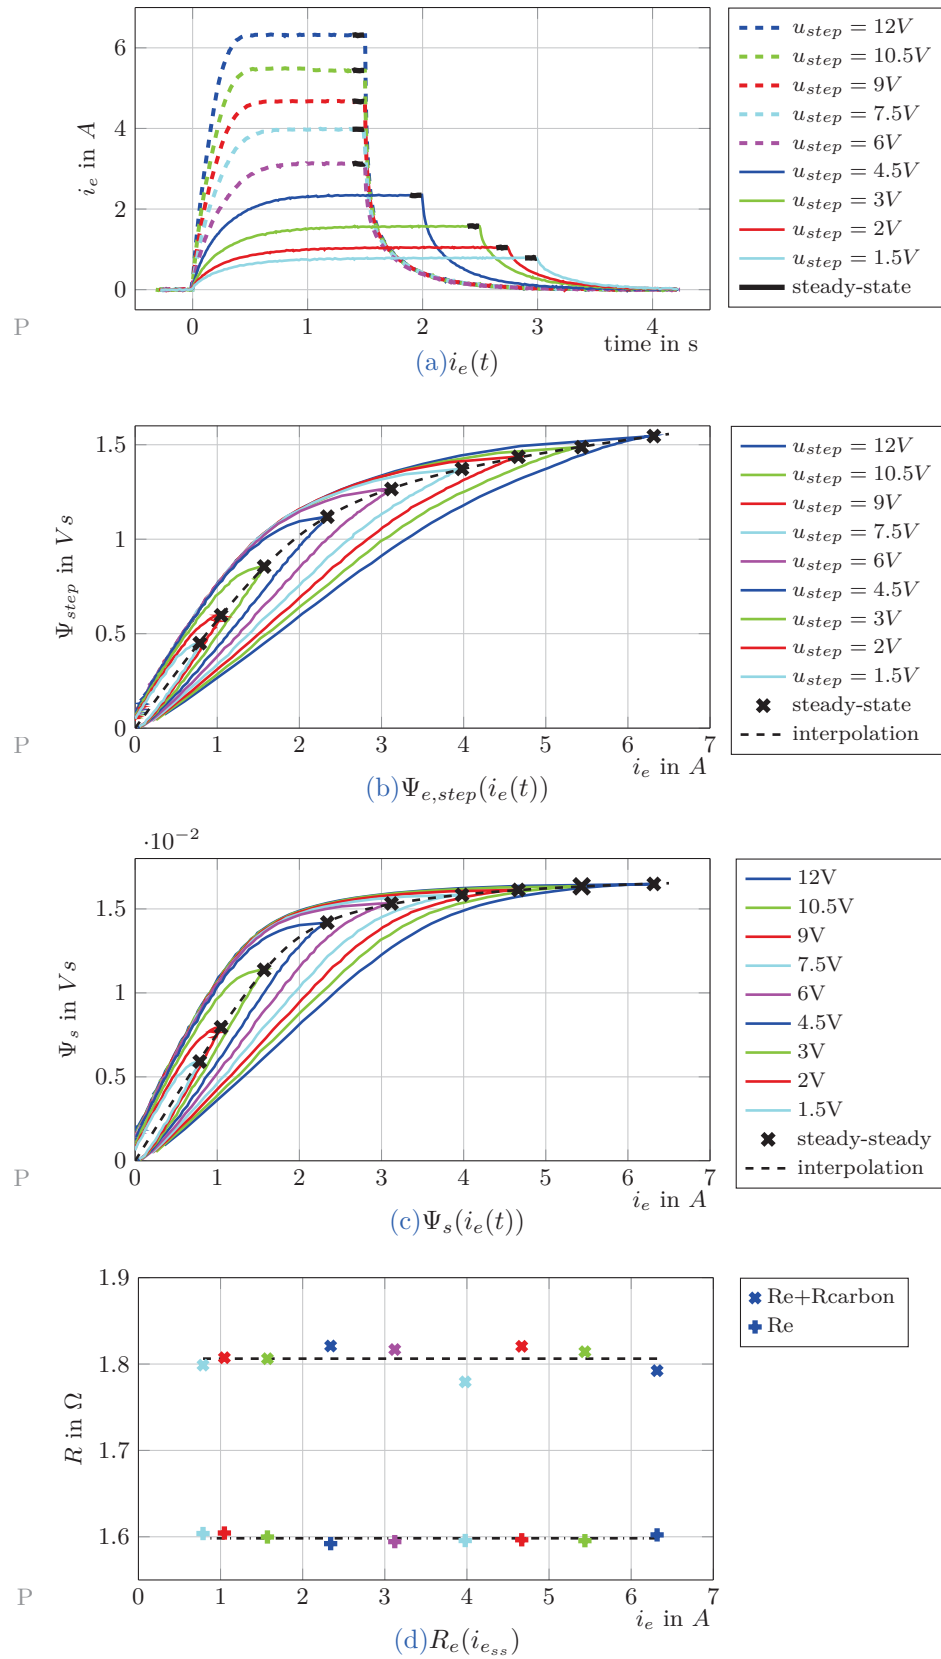 6
4
2
0
i_e in A
0
1
2
3
4
time in s
u_step = 12V
u_step = 10.5V
u_step = 9V
u_step = 7.5V
u_step = 6V
u_step = 4.5V
u_step = 3V
u_step = 2V
u_step = 1.5V
steady-state
P
(a) i_e(t)
1.5
1
0.5
0
Ψ_step in Vs
0
1
2
3
4
5
6
7
i_e in A
u_step = 12V
u_step = 10.5V
u_step = 9V
u_step = 7.5V
u_step = 6V
u_step = 4.5V
u_step = 3V
u_step = 2V
u_step = 1.5V
steady-state
interpolation
P
(b) Ψ_e,step(i_e(t))
·10^−2
1.5
1
0.5
0
Ψ_s in Vs
0
1
2
3
4
5
6
7
i_e in A
12V
10.5V
9V
7.5V
6V
4.5V
3V
2V
1.5V
steady-steady
interpolation
P
(c) Ψ_s(i_e(t))
1.9
1.8
1.7
1.6
R in Ω
0
1
2
3
4
5
6
7
i_e in A
Re+Rcarbon
Re
P
(d) R_e(i_e_ss)